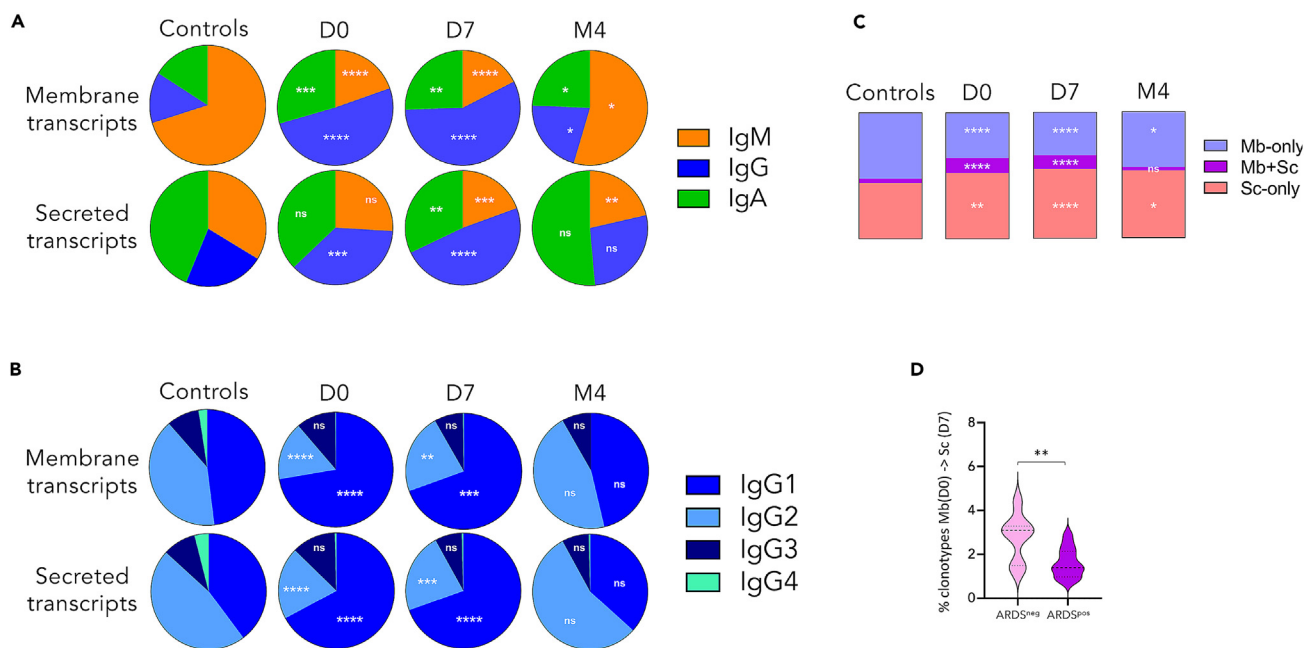 A
Controls D0 D7 M4
Membrane
transcripts
**** *** ****
**** ** ****
* * *
Secreted
transcripts
ns ns ***
*** ** ****
** ns ns
IgM
IgG
IgA
B
Controls D0 D7 M4
Membrane
transcripts
ns **** ****
ns ** ***
ns ns ns
Secreted
transcripts
ns **** ****
ns *** ****
ns ns ns
IgG1
IgG2
IgG3
IgG4
C
Controls D0 D7 M4
**** **** *
**** **** ns
** **** *
Mb-only
Mb+Sc
Sc-only
D
% clonotypes Mb(D0) -> Sc (D7)
8
6
4
2
0
**
ARDSneg ARDSpos